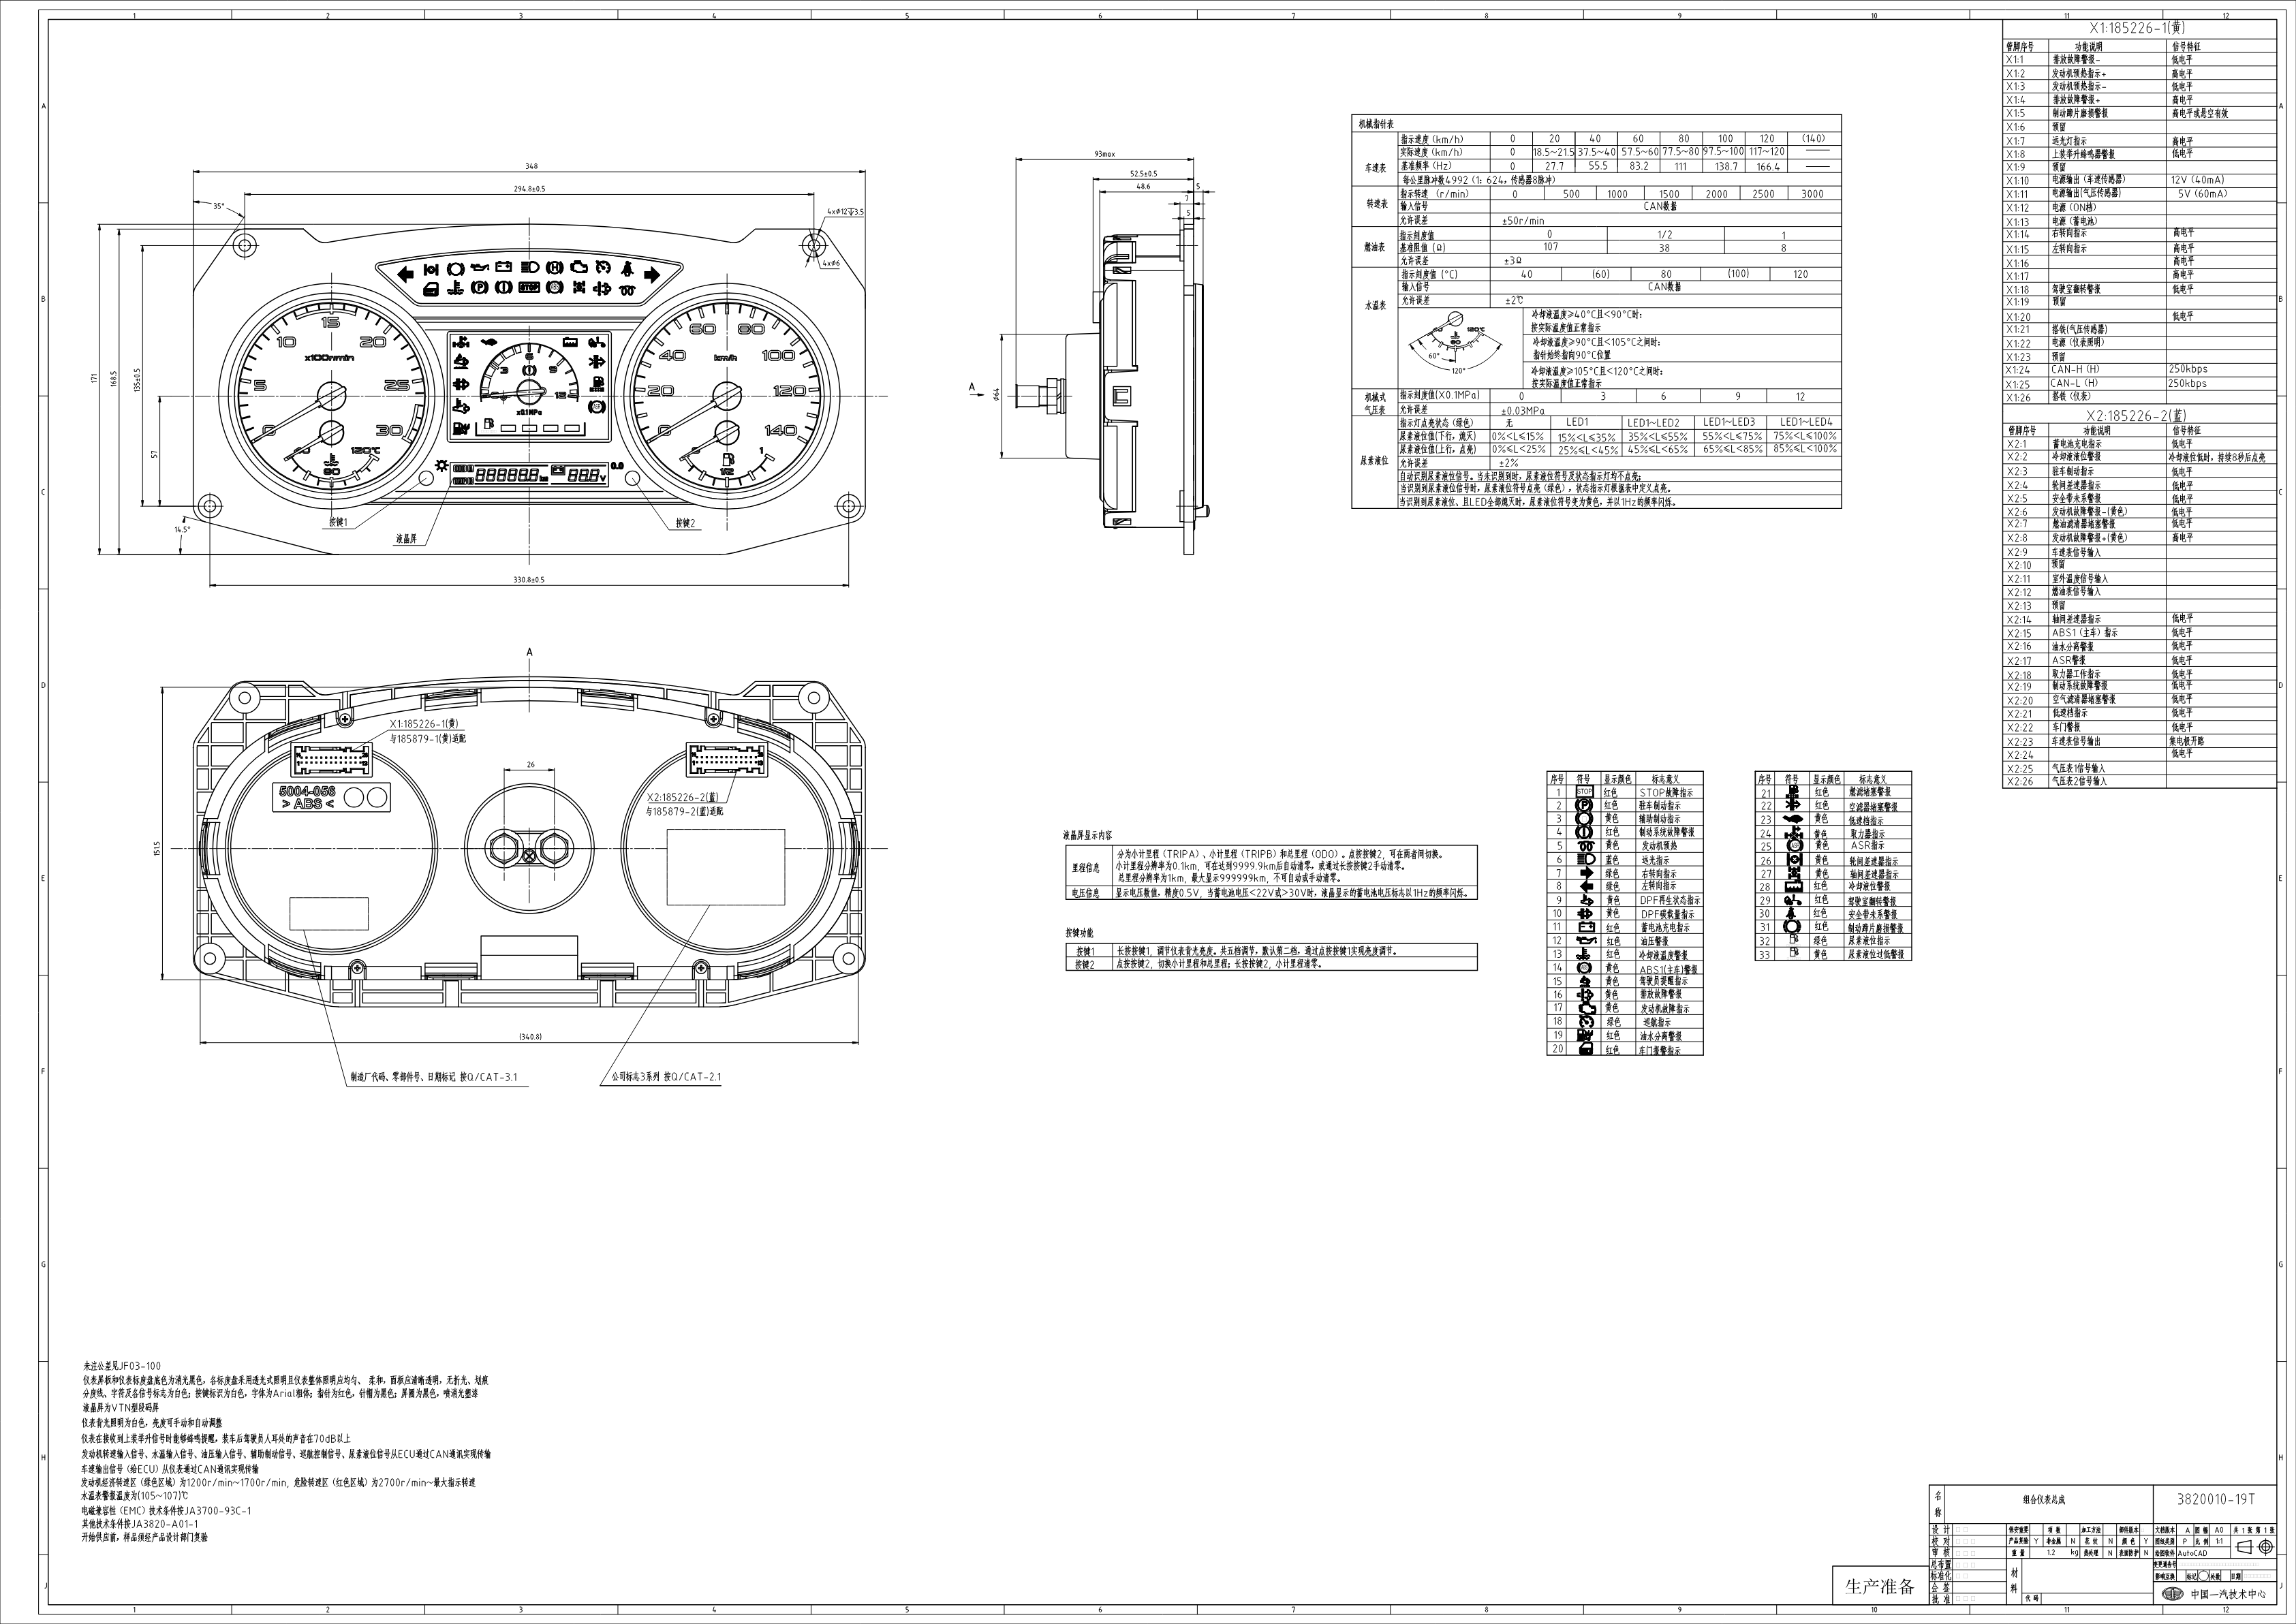 348
294.8±0.5
35°
4xφ12↧3.5
4xφ6
171
168.5
135±0.5
57
14.5°
15
10
20
x100r/min
5
25
0
30
120℃
80
x0.1MPa
60
80
40
km/h
100
20
120
0
140
1/2
1
0.0
按键1
按键2
液晶屏
330.8±0.5
93max
52.5±0.5
48.6
5
7
5
A
φ64
A
X1:185226-1(黄)
与185879-1(黄)适配
26
5004-056
> ABS <
X2:185226-2(蓝)
与185879-2(蓝)适配
151.5
(340.8)
制造厂代码、零部件号、日期标记 按Q/CAT-3.1
公司标志3系列 按Q/CAT-2.1
机械指针表
车速表
指示速度(km/h) 0 20 40 60 80 100 120 (140)
实际速度(km/h) 0 18.5~21.5 37.5~40 57.5~60 77.5~80 97.5~100 117~120 ——
基准频率(Hz) 0 27.7 55.5 83.2 111 138.7 166.4 ——
每公里脉冲数4992(1:624,传感器8脉冲)
转速表
指示转速 (r/min) 0 500 1000 1500 2000 2500 3000
输入信号 CAN数据
允许误差 ±50r/min
燃油表
指示刻度值 0 1/2 1
基准阻值(Ω) 107 38 8
允许误差 ±3Ω
水温表
指示刻度值(°C) 40 (60) 80 (100) 120
输入信号 CAN数据
允许误差 ±2℃
60°
120°
冷却液温度≥40°C且<90°C时:
按实际温度值正常指示
冷却液温度≥90°C且<105°C之间时:
指针始终指向90°C位置
冷却液温度≥105°C且<120°C之间时:
按实际温度值正常指示
机械式气压表
指示刻度值(X0.1MPa) 0 3 6 9 12
允许误差 ±0.03MPa
尿素液位
指示灯点亮状态(绿色) 无 LED1 LED1~LED2 LED1~LED3 LED1~LED4
尿素液位值(下行,熄灭) 0%<L≤15% 15%<L≤35% 35%<L≤55% 55%<L≤75% 75%<L≤100%
尿素液位值(上行,点亮) 0%≤L<25% 25%≤L<45% 45%≤L<65% 65%≤L<85% 85%≤L<100%
允许误差 ±2%
自动识别尿素液位信号。当未识别到时,尿素液位符号及状态指示灯均不点亮;
当识别到尿素液位信号时,尿素液位符号点亮(绿色),状态指示灯根据表中定义点亮。
当识别到尿素液位、且LED全部熄灭时,尿素液位符号变为黄色,并以1Hz的频率闪烁。
X1:185226-1(黄)
管脚序号 功能说明 信号特征
X1:1 排放故障警报- 低电平
X1:2 发动机预热指示+ 高电平
X1:3 发动机预热指示- 低电平
X1:4 排放故障警报+ 高电平
X1:5 制动蹄片磨损警报 高电平或悬空有效
X1:6 预留
X1:7 远光灯指示 高电平
X1:8 上装举升蜂鸣器警报 低电平
X1:9 预留
X1:10 电源输出(车速传感器) 12V(40mA)
X1:11 电源输出(气压传感器) 5V(60mA)
X1:12 电源(ON档)
X1:13 电源(蓄电池)
X1:14 右转向指示 高电平
X1:15 左转向指示 高电平
X1:16 高电平
X1:17 高电平
X1:18 驾驶室翻转警报 低电平
X1:19 预留
X1:20 低电平
X1:21 搭铁(气压传感器)
X1:22 电源(仪表照明)
X1:23 预留
X1:24 CAN-H(H) 250kbps
X1:25 CAN-L(H) 250kbps
X1:26 搭铁(仪表)
X2:185226-2(蓝)
管脚序号 功能说明 信号特征
X2:1 蓄电池充电指示 低电平
X2:2 冷却液液位警报 冷却液位低时,持续8秒后点亮
X2:3 驻车制动指示 低电平
X2:4 轮间差速器指示 低电平
X2:5 安全带未系警报 低电平
X2:6 发动机故障警报-(黄色) 低电平
X2:7 燃油滤清器堵塞警报 低电平
X2:8 发动机故障警报+(黄色) 高电平
X2:9 车速表信号输入
X2:10 预留
X2:11 室外温度信号输入
X2:12 燃油表信号输入
X2:13 预留
X2:14 轴间差速器指示 低电平
X2:15 ABS1(主车)指示 低电平
X2:16 油水分离警报 低电平
X2:17 ASR警报 低电平
X2:18 取力器工作指示 低电平
X2:19 制动系统故障警报 低电平
X2:20 空气滤清器堵塞警报 低电平
X2:21 低速档指示 低电平
X2:22 车门警报 低电平
X2:23 车速表信号输出 集电极开路
X2:24 低电平
X2:25 气压表1信号输入
X2:26 气压表2信号输入
液晶屏显示内容
里程信息
分为小计里程(TRIPA)、小计里程(TRIPB)和总里程(ODO)。点按按键2,可在两者间切换。
小计里程分辨率为0.1km,可在达到9999.9km后自动清零,或通过长按按键2手动清零。
总里程分辨率为1km,最大显示999999km,不可自动或手动清零。
电压信息 显示电压数值,精度0.5V,当蓄电池电压<22V或>30V时,液晶显示的蓄电池电压标志以1Hz的频率闪烁。
按键功能
按键1 长按按键1,调节仪表背光亮度。共五档调节,默认第二档,通过点按按键1实现亮度调节。
按键2 点按按键2,切换小计里程和总里程;长按按键2,小计里程清零。
序号 符号 显示颜色 标志意义
1 STOP 红色 STOP故障指示
2 红色 驻车制动指示
3 黄色 辅助制动指示
4 红色 制动系统故障警报
5 黄色 发动机预热
6 蓝色 远光指示
7 绿色 右转向指示
8 绿色 左转向指示
9 黄色 DPF再生状态指示
10 黄色 DPF碳载量指示
11 红色 蓄电池充电指示
12 红色 油压警报
13 红色 冷却液温度警报
14 黄色 ABS1(主车)警报
15 黄色 驾驶员提醒指示
16 黄色 排放故障警报
17 黄色 发动机故障指示
18 绿色 巡航指示
19 红色 油水分离警报
20 红色 车门报警指示
序号 符号 显示颜色 标志意义
21 红色 燃滤堵塞警报
22 红色 空滤器堵塞警报
23 黄色 低速档指示
24 黄色 取力器指示
25 黄色 ASR指示
26 黄色 轮间差速器指示
27 黄色 轴间差速器指示
28 红色 冷却液位警报
29 红色 驾驶室翻转警报
30 红色 安全带未系警报
31 红色 制动蹄片磨损警报
32 绿色 尿素液位指示
33 黄色 尿素液位过低警报
未注公差见JF03-100
仪表屏板和仪表标度盘底色为消光黑色,各标度盘采用透光式照明且仪表整体照明应均匀、 柔和,面板应清晰透明,无折光、划痕
分度线、字符及各信号标志为白色;按键标识为白色,字体为Arial粗体;指针为红色,针帽为黑色;屏圈为黑色,喷消光塑漆
液晶屏为VTN型段码屏
仪表背光照明为白色,亮度可手动和自动调整
仪表在接收到上装举升信号时能够蜂鸣提醒,装车后驾驶员人耳处的声音在70dB以上
发动机转速输入信号、水温输入信号、油压输入信号、辅助制动信号、巡航控制信号、尿素液位信号从ECU通过CAN通讯实现传输
车速输出信号(给ECU)从仪表通过CAN通讯实现传输
发动机经济转速区(绿色区域)为1200r/min~1700r/min,危险转速区(红色区域)为2700r/min~最大指示转速
水温表警报温度为(105~107)℃
电磁兼容性(EMC)技术条件按JA3700-93C-1
其他技术条件按JA3820-A01-1
开始供应前,样品须经产品设计部门复验
生产准备
名称 组合仪表总成 3820010-19T
设计
校对
审核
总布置
标准化
会签
批准
保安重要 项数 加工方法 部件版本 文档版本 A 图幅 A0 共 1 张 第 1 张
产品类验 Y 非金属 N 花纹 N 颜色 Y 图纸类别 P 比例 1:1
重量 1.2 kg 热处理 N 表面防护 N 绘图软件 AutoCAD
变更通告号
影响互换 标记 处数 日期
材料
代码
中国一汽技术中心